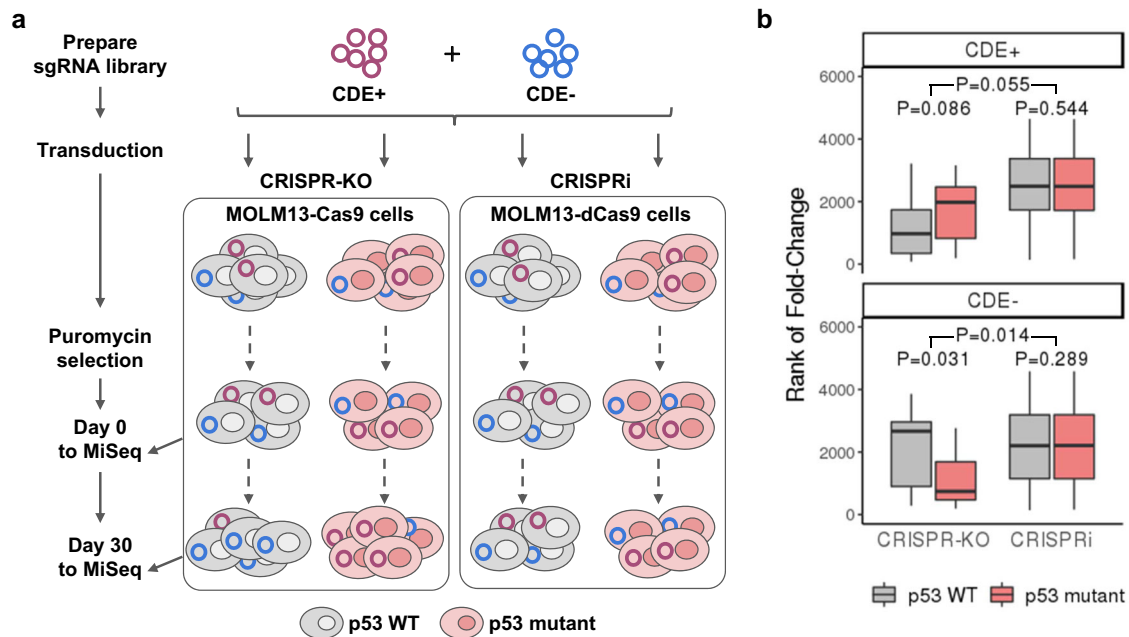 a
Prepare
sgRNA library
Transduction
Puromycin
selection
Day 0
to MiSeq
Day 30
to MiSeq
CDE+
+
CDE-
CRISPR-KO
CRISPRi
MOLM13-Cas9 cells
MOLM13-dCas9 cells
p53 WT
p53 mutant
b
Rank of Fold-Change
CDE+
6000
4000
2000
0
P=0.055
P=0.086
P=0.544
CDE-
6000
4000
2000
0
P=0.014
P=0.031
P=0.289
CRISPR-KO
CRISPRi
p53 WT
p53 mutant